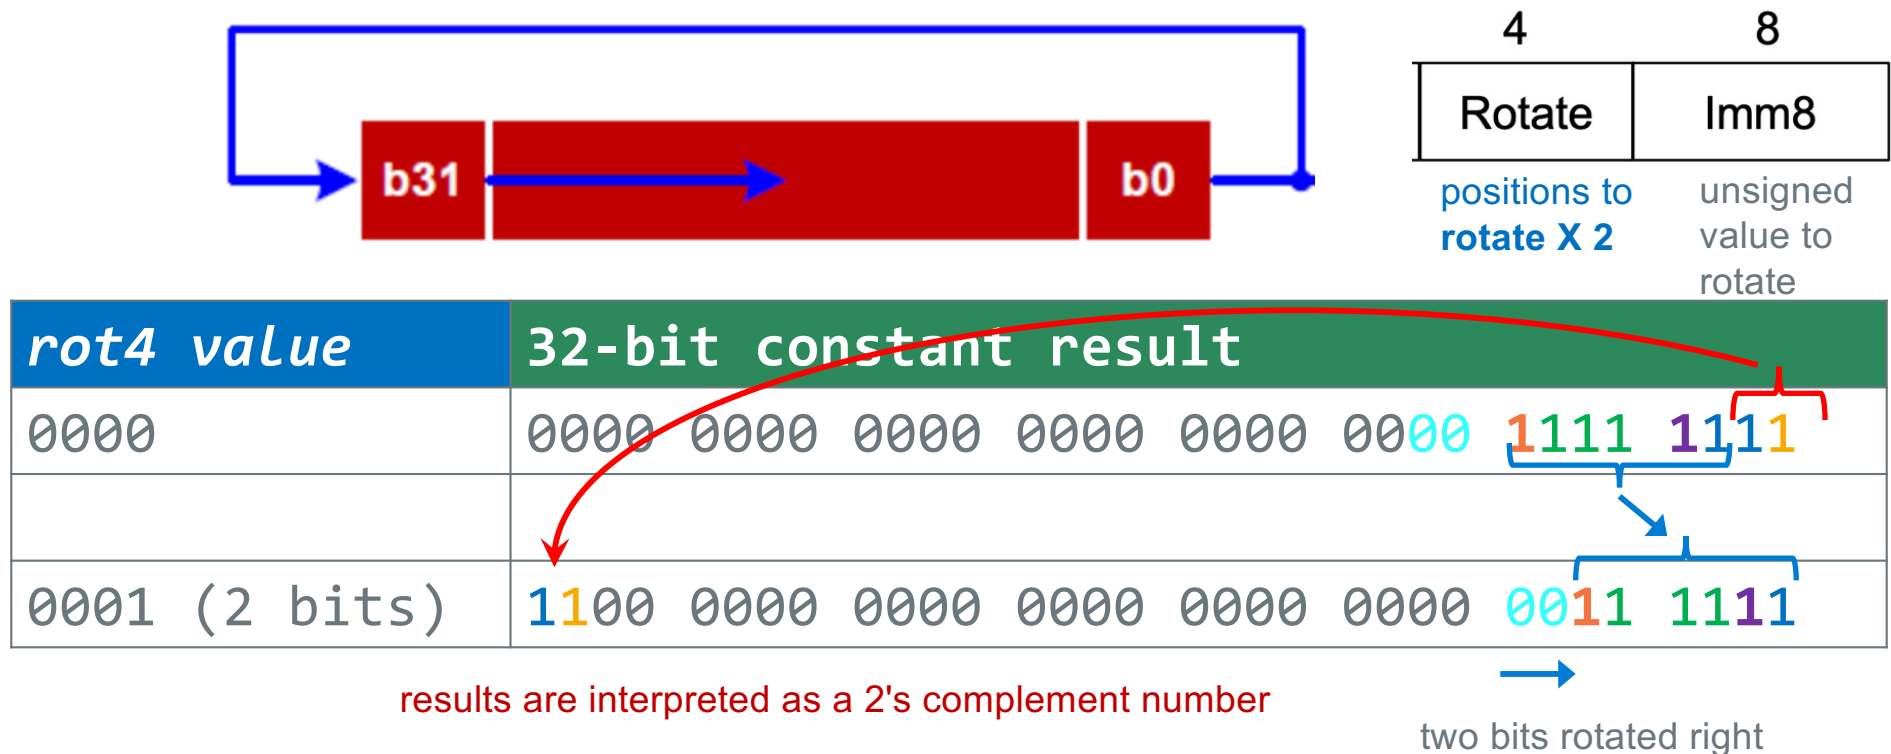 4 8
b31 b0 Rotate Imm8
positions to unsigned
rotate X 2 value to
rotate
rot4 value 32-bit constant result
0000 0000 0000 0000 0000 0000 0000 1111 1111
0001 (2 bits) 1100 0000 0000 0000 0000 0000 0011 1111
results are interpreted as a 2's complement number
two bits rotated right